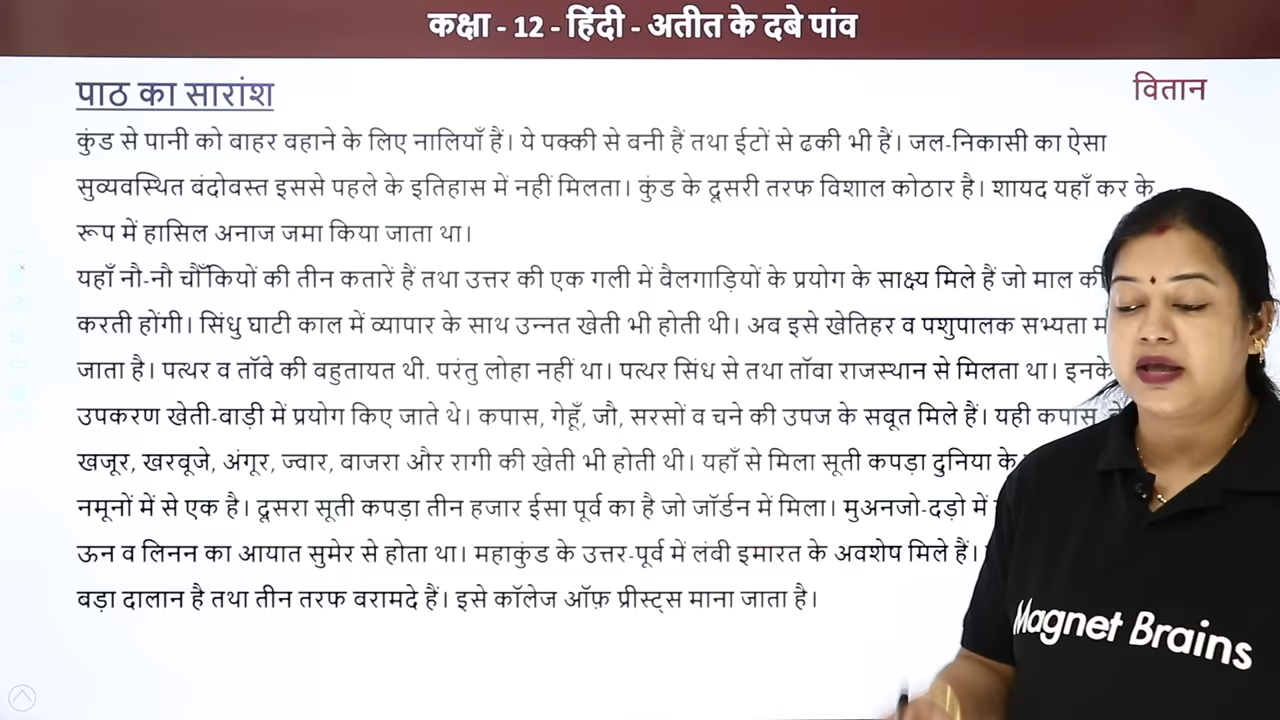 कक्षा - 12 - हिंदी - अतीत के दबे पांव
पाठ का सारांश
वितान
कुंड से पानी को बाहर बहाने के लिए नालियाँ हैं। ये पक्की से बनी हैं तथा ईटों से ढकी भी हैं। जल-निकासी का ऐसा
सुव्यवस्थित वंदोबस्त इससे पहले के इतिहास में नहीं मिलता। कुंड के दूसरी तरफ विशाल कोठार है। शायद यहाँ कर के
रूप में हासिल अनाज जमा किया जाता था।
यहाँ नौ-नौ चौँकियों की तीन कतारें हैं तथा उत्तर की एक गली में वैलगाड़ियों के प्रयोग के साक्ष्य मिले हैं जो माल की
करती होंगी। सिंधु घाटी काल में व्यापार के साथ उन्नत खेती भी होती थी। अव इसे खेतिहर व पशुपालक सभ्यता
जाता है। पत्थर व तॉवे की वहुतायत थी. परंतु लोहा नहीं था। पत्थर सिंध से तथा तॉवा राजस्थान से मिलता था। इनके
उपकरण खेती-वाड़ी में प्रयोग किए जाते थे। कपास, गेहूँ, जौ, सरसों व चने की उपज के सवूत मिले हैं। यही कपास,
खजूर, खरवूजे, अंगूर, ज्वार, वाजरा और रागी की खेती भी होती थी। यहाँ से मिला सूती कपड़ा दुनिया के
नमूनों में से एक है। दूसरा सूती कपड़ा तीन हजार ईसा पूर्व का है जो जॉर्डन में मिला। मुअनजो-दड़ो में
ऊन व लिनन का आयात सुमेर से होता था। महाकुंड के उत्तर-पूर्व में लंवी इमारत के अवशेष मिले हैं।
वड़ा दालान है तथा तीन तरफ वरामदे हैं। इसे कॉलेज ऑफ़ प्रीस्ट्स माना जाता है।
Magnet Brains